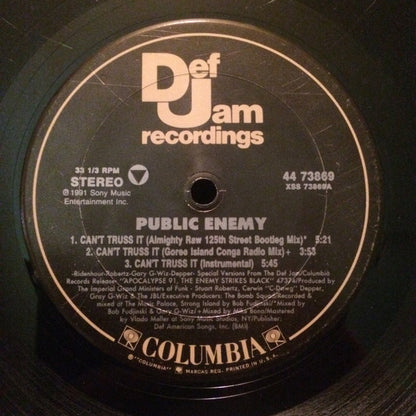 Def
Jam
recordings
33 1/3 RPM
STEREO
℗ 1991 Sony Music
Entertainment Inc.
44 73869
XSS 73869A
PUBLIC ENEMY
1. CAN'T TRUSS IT (Almighty Raw 125th Street Bootleg Mix)* 5:21
2. CAN'T TRUSS IT (Goree Island Conga Radio Mix)+ 3:53
3. CAN'T TRUSS IT (Instrumental) 5:45
-Ridenhour-Robertz-Gary G-Wiz-Depper- Special Versions From The Def Jam/Columbia
Records Release- "APOCALYPSE 91, THE ENEMY STRIKES BLACK" 47374/Produced by
The Imperial Grand Ministers of Funk - Stuart Robertz, Cerwin "C-Dawg" Depper,
Gray G-Wiz & The JBL/Executive Producers: The Bomb Squad/Recorded &
mixed at The Music Palace, Strong Island by Bob Fudjinski/*Mixed by
Bob Fudjinski & Gary G Wiz/+Mixed by Mike Bona/Mastered by
Vlado Meller at Sony Music Studios, NY/Publisher:
Def American Songs, Inc. (BMI)
COLUMBIA
"COLUMBIA," MARCAS REG. PRINTED IN U.S.A.